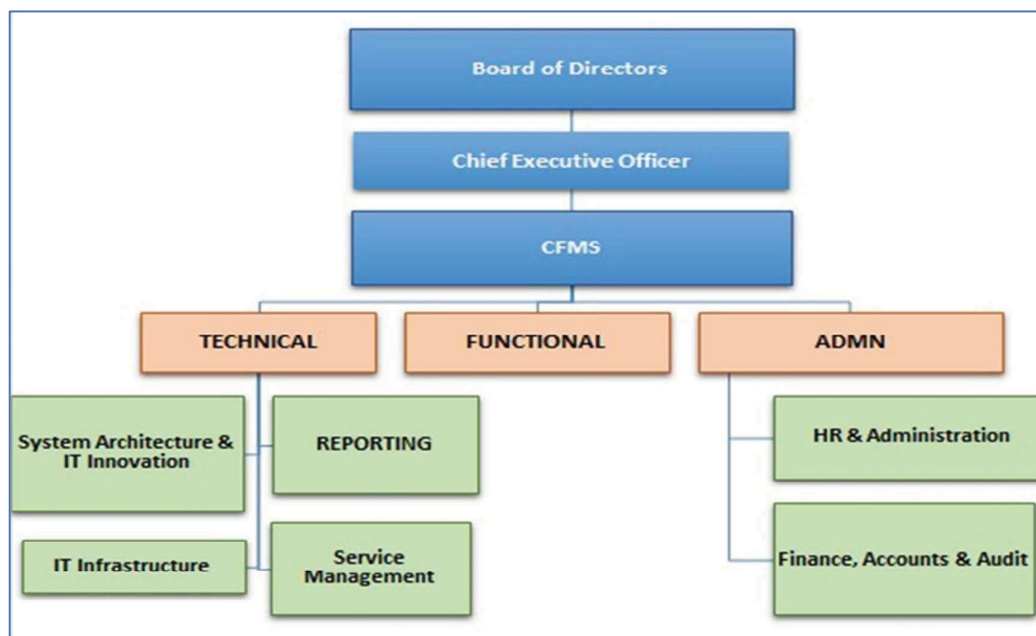 Board of Directors
Chief Executive Officer
CFMS
TECHNICAL
FUNCTIONAL
ADMN
System Architecture &
IT Innovation
REPORTING
HR & Administration
IT Infrastructure
Service
Management
Finance, Accounts & Audit